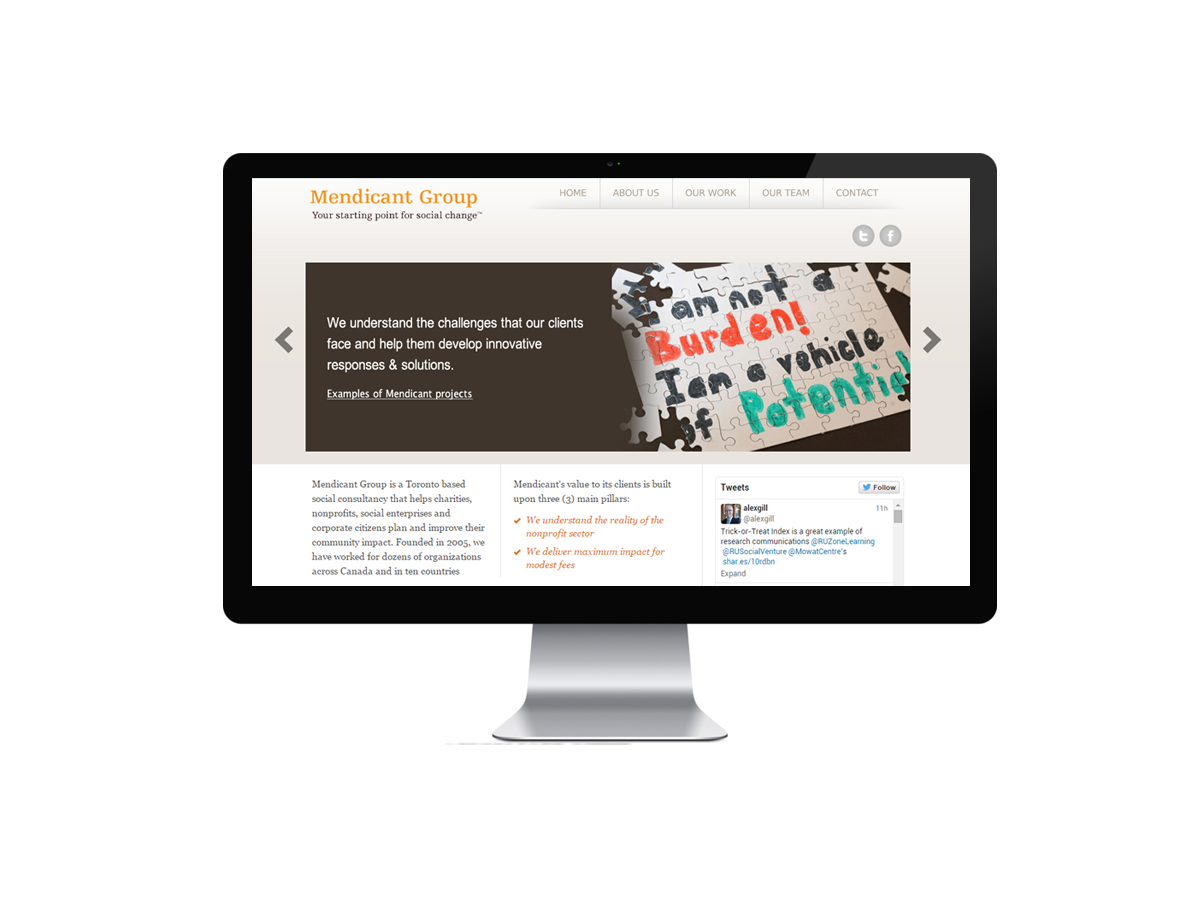 Mendicant Group
Your starting point for social change™
HOME
ABOUT US
OUR WORK
OUR TEAM
CONTACT
We understand the challenges that our clients
face and help them develop innovative
responses & solutions.
Examples of Mendicant projects
I am not a
Burden!
I am a vehicle
of Potential
Mendicant Group is a Toronto based
social consultancy that helps charities,
nonprofits, social enterprises and
corporate citizens plan and improve their
community impact. Founded in 2005, we
have worked for dozens of organizations
across Canada and in ten countries
Mendicant's value to its clients is built
upon three (3) main pillars:
We understand the reality of the
nonprofit sector
We deliver maximum impact for
modest fees
Tweets
Follow
alexgill
11h
@alexgill
Trick-or-Treat Index is a great example of
research communications @RUZoneLearning
@RUSocialVenture @MowatCentre's
shar.es/10rdbn
Expand